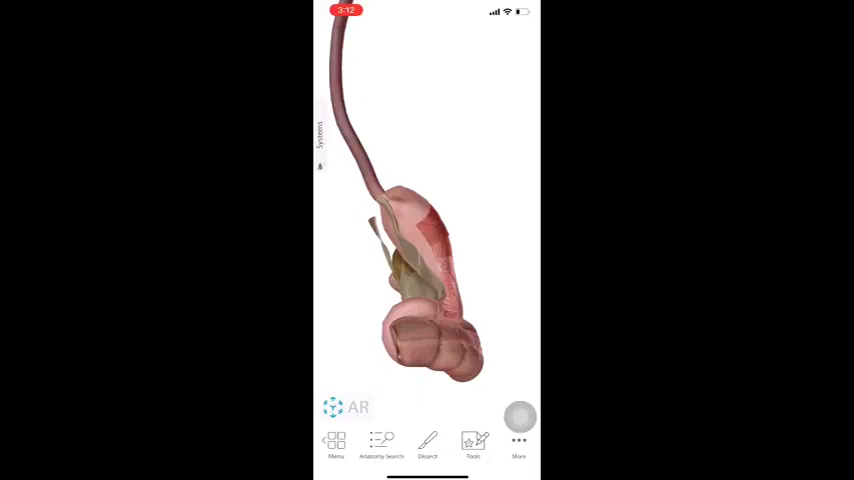 3:12
Systems
AR
Menu
Anatomy Search
Dissect
Tools
More